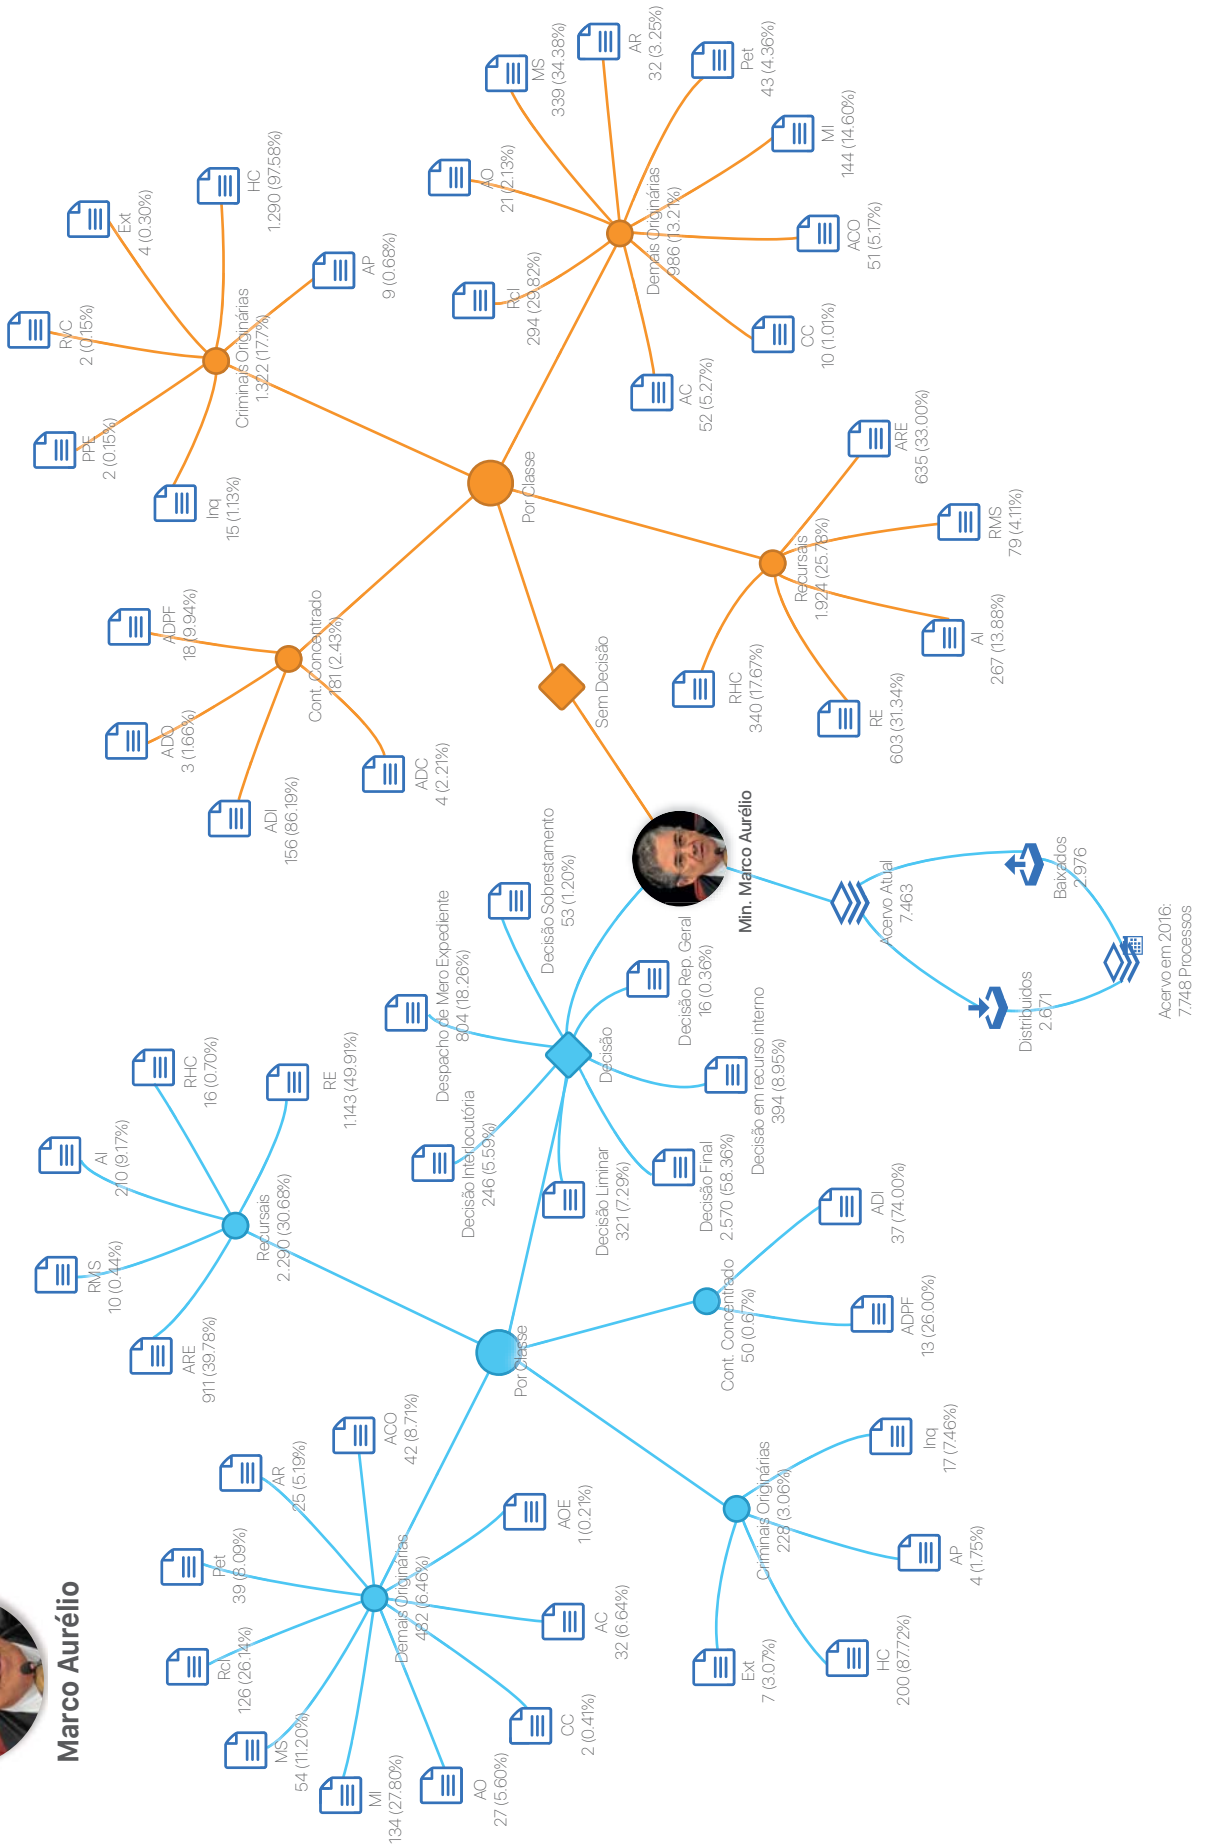 Marco Aurélio
MS
54 (11.20%)
Rcl
126 (26.14%)
Pet
39 (8.09%)
AR
25 (5.19%)
ACO
42 (8.71%)
MI
134 (27.80%)
AO
27 (5.60%)
CC
2 (0.41%)
AC
32 (6.64%)
AOE
1 (0.21%)
Demais Originárias
482 (6.46%)
ARE
911 (39.78%)
RMS
10 (0.44%)
AI
210 (9.17%)
RHC
16 (0.70%)
RE
1.143 (49.91%)
Recursais
2.290 (30.68%)
Por Classe
Ext
7 (3.07%)
HC
200 (87.72%)
AP
4 (1.75%)
Inq
17 (7.46%)
Criminais Originárias
228 (3.06%)
Cont. Concentrado
50 (0.67%)
ADPF
13 (26.00%)
ADI
37 (74.00%)
Decisão Interlocutória
246 (5.59%)
Despacho de Mero Expediente
804 (18.26%)
Decisão Sobrestamento
53 (1.20%)
Decisão Liminar
321 (7.29%)
Decisão Final
2.570 (58.36%)
Decisão em recurso interno
394 (8.95%)
Decisão Rep. Geral
16 (0.36%)
Decisão
Min. Marco Aurélio
Acervo Atual
7.463
Distribuidos
2.671
Baixados
2.976
Acervo em 2016:
7.748 Processos
Sem Decisão
Por Classe
ADI
156 (86.19%)
ADO
3 (1.66%)
ADPF
18 (9.94%)
ADC
4 (2.21%)
Cont. Concentrado
181 (2.43%)
Inq
15 (1.13%)
PPE
2 (0.15%)
RvC
2 (0.15%)
Ext
4 (0.30%)
HC
1.290 (97.58%)
AP
9 (0.68%)
Criminais Originárias
1.322 (17.7%)
Rcl
294 (29.82%)
AO
21 (2.13%)
MS
339 (34.38%)
AR
32 (3.25%)
Pet
43 (4.36%)
MI
144 (14.60%)
ACO
51 (5.17%)
CC
10 (1.01%)
AC
52 (5.27%)
Demais Originárias
986 (13.21%)
RHC
340 (17.67%)
RE
603 (31.34%)
AI
267 (13.88%)
RMS
79 (4.11%)
ARE
635 (33.00%)
Recursais
1.924 (25.78%)